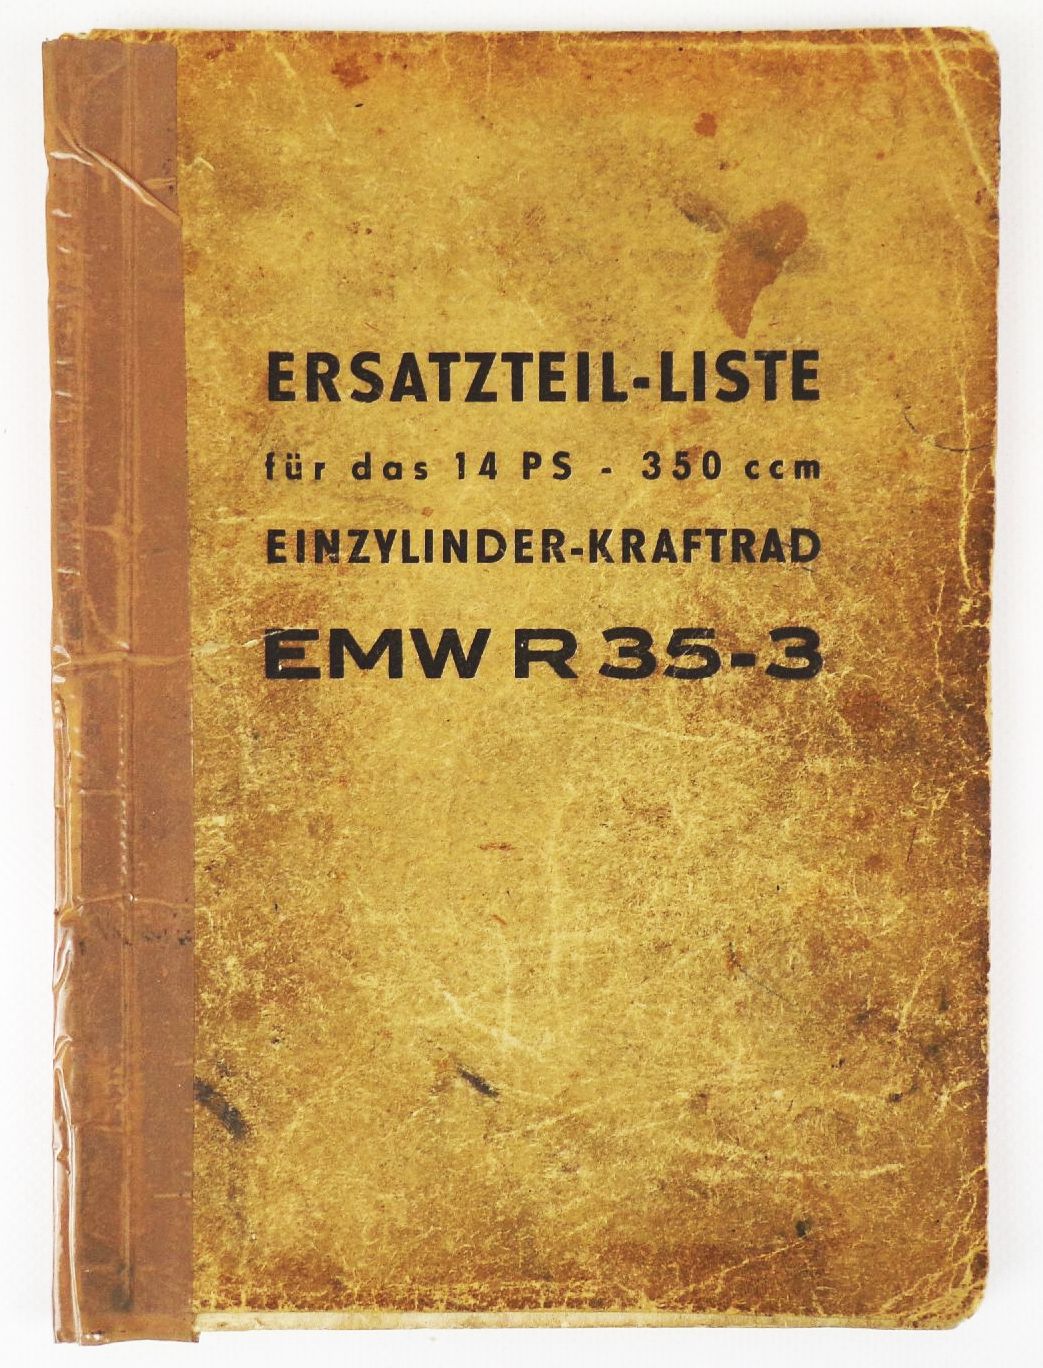 ERSATZTEIL-LISTE
für das 14 PS - 350 ccm
EINZYLINDER-KRAFTRAD
EMW R 35-3